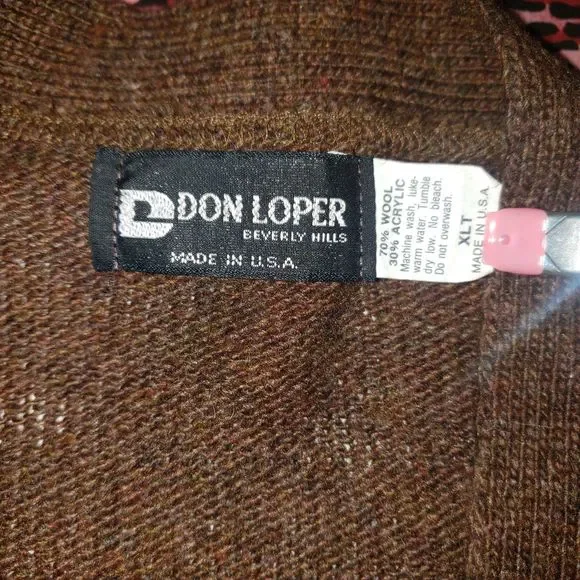 DON LOPER
BEVERLY HILLS
MADE IN U.S.A.
70% WOOL
30% ACRYLIC
Machine wash, luke-
warm water. Tumble
dry low. No bleach.
Do not overwash.
XLT
MADE IN U.S.A.